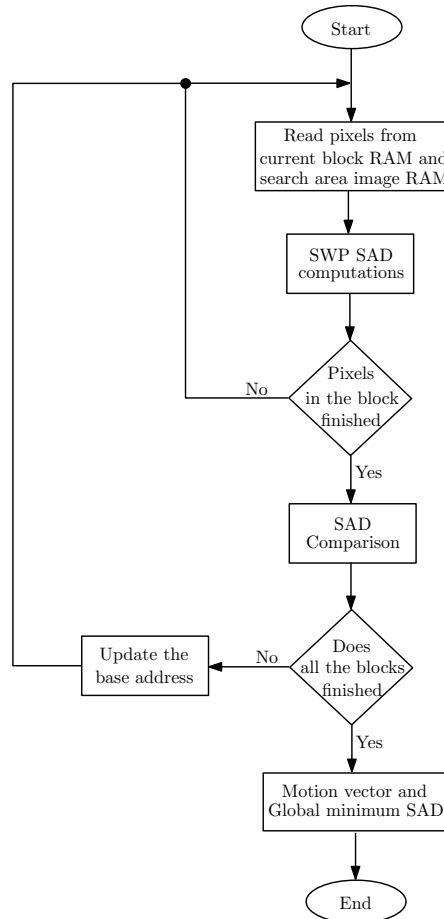 Start
Read pixels from
current block RAM and
search area image RAM
SWP SAD
computations
Pixels
in the block
finished
No
Yes
SAD
Comparison
Does
all the blocks
finished
No
Update the
base address
Yes
Motion vector and
Global minimum SAD
End